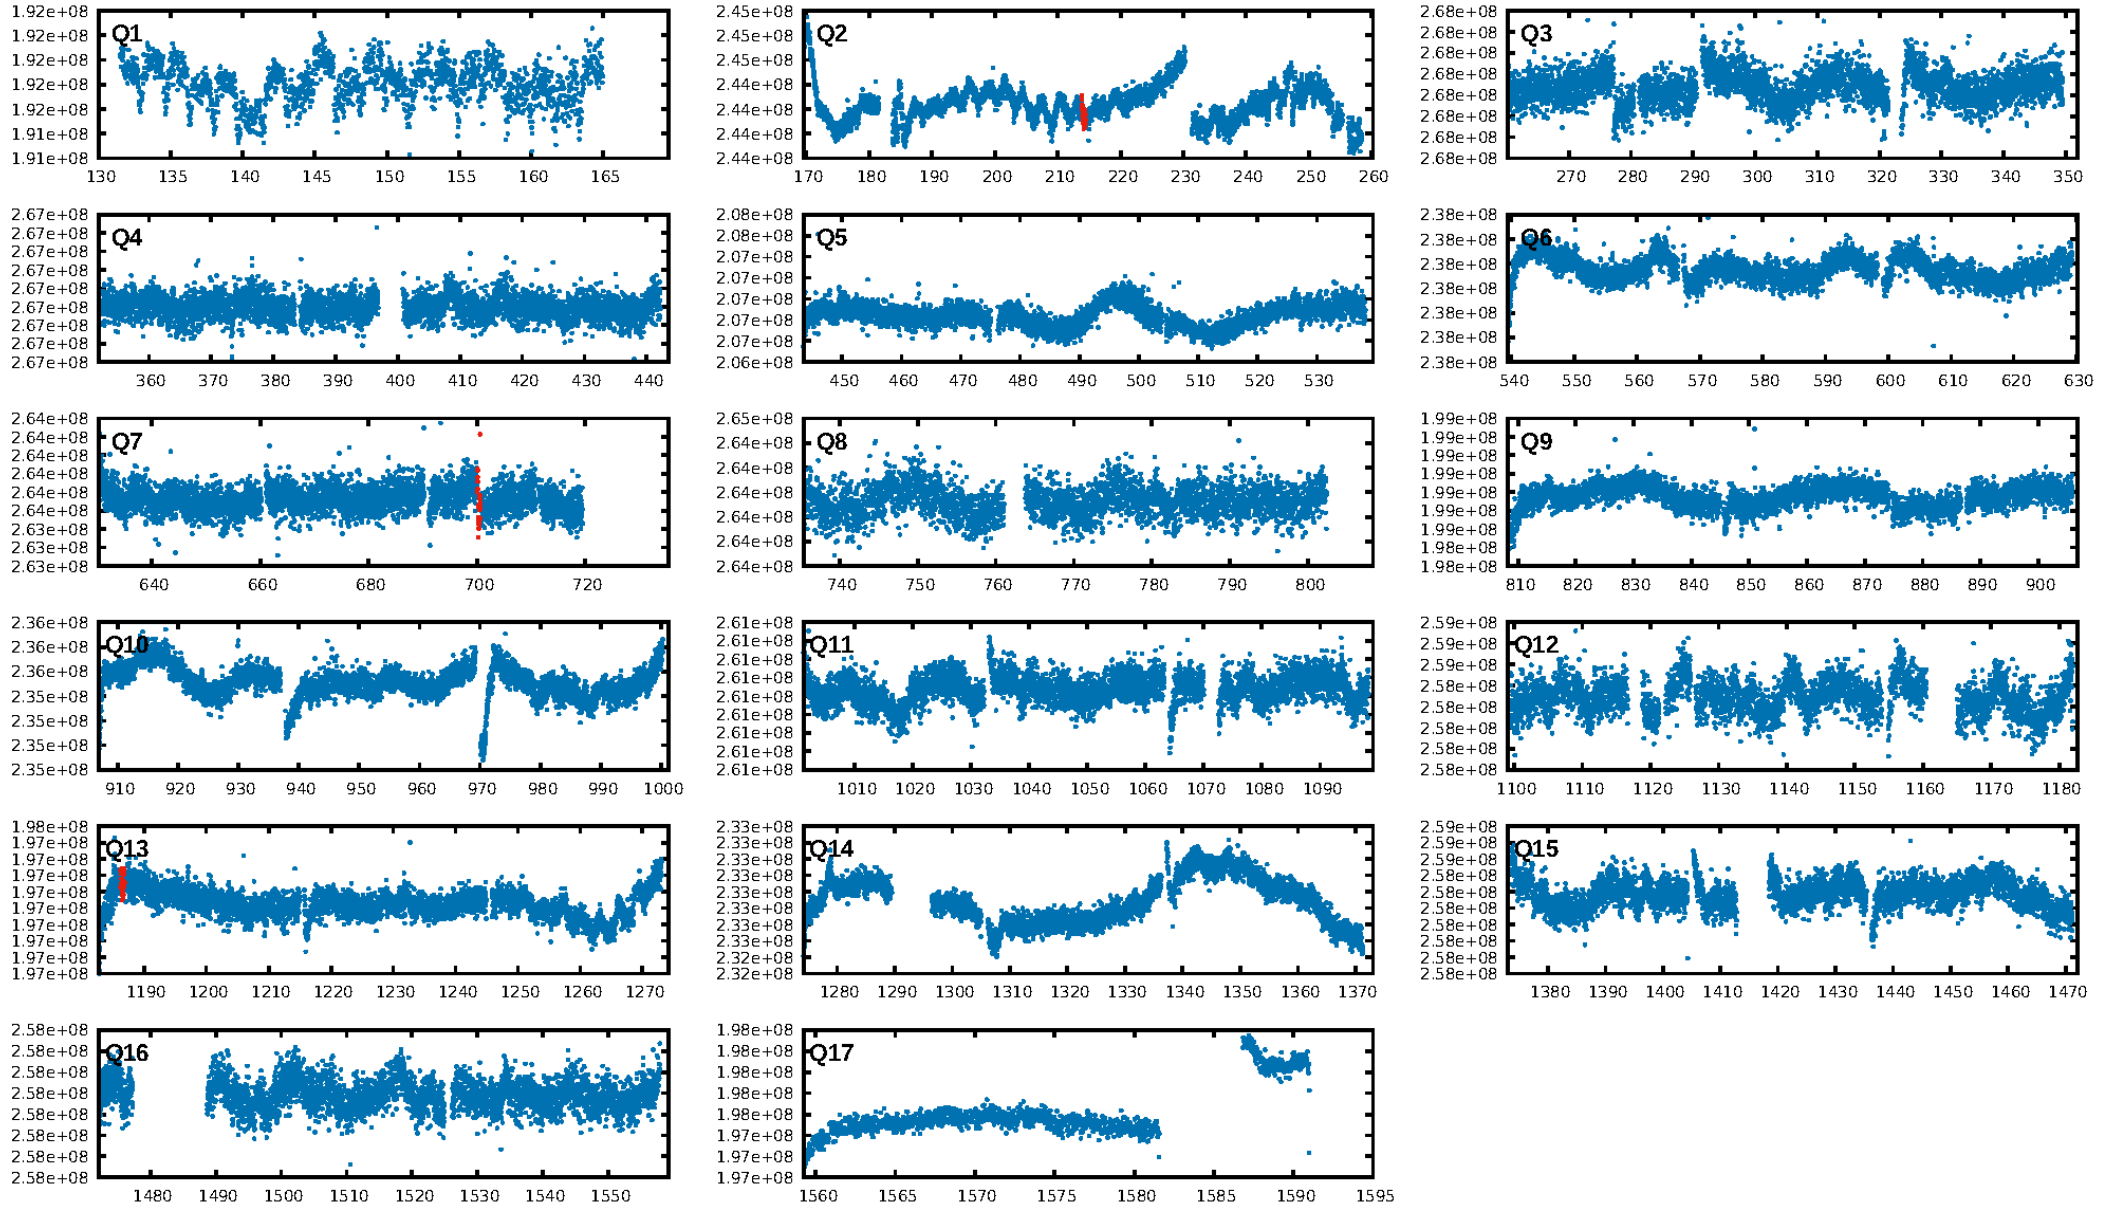 1.92e+08 1.92e+08 1.92e+08 1.92e+08 1.92e+08 1.91e+08 1.91e+08
Q1
130 135 140 145 150 155 160 165
2.45e+08 2.45e+08 2.45e+08 2.44e+08 2.44e+08 2.44e+08 2.44e+08
Q2
170 180 190 200 210 220 230 240 250 260
2.68e+08 2.68e+08 2.68e+08 2.68e+08 2.68e+08 2.68e+08 2.68e+08 2.68e+08
Q3
270 280 290 300 310 320 330 340 350
2.67e+08 2.67e+08 2.67e+08 2.67e+08 2.67e+08 2.67e+08 2.67e+08 2.67e+08 2.67e+08
Q4
360 370 380 390 400 410 420 430 440
2.08e+08 2.08e+08 2.07e+08 2.07e+08 2.07e+08 2.07e+08 2.07e+08 2.06e+08
Q5
450 460 470 480 490 500 510 520 530
2.38e+08 2.38e+08 2.38e+08 2.38e+08 2.38e+08 2.38e+08 2.38e+08
Q6
540 550 560 570 580 590 600 610 620 630
2.64e+08 2.64e+08 2.64e+08 2.64e+08 2.64e+08 2.64e+08 2.63e+08 2.63e+08 2.63e+08
Q7
640 660 680 700 720
2.65e+08 2.64e+08 2.64e+08 2.64e+08 2.64e+08 2.64e+08 2.64e+08
Q8
740 750 760 770 780 790 800
1.99e+08 1.99e+08 1.99e+08 1.99e+08 1.99e+08 1.99e+08 1.99e+08 1.98e+08 1.98e+08
Q9
810 820 830 840 850 860 870 880 890 900
2.36e+08 2.36e+08 2.36e+08 2.35e+08 2.35e+08 2.35e+08 2.35e+08
Q10
910 920 930 940 950 960 970 980 990 1000
2.61e+08 2.61e+08 2.61e+08 2.61e+08 2.61e+08 2.61e+08 2.61e+08 2.61e+08 2.61e+08
Q11
1010 1020 1030 1040 1050 1060 1070 1080 1090
2.59e+08 2.59e+08 2.59e+08 2.58e+08 2.58e+08 2.58e+08 2.58e+08 2.58e+08
Q12
1100 1110 1120 1130 1140 1150 1160 1170 1180
1.98e+08 1.97e+08 1.97e+08 1.97e+08 1.97e+08 1.97e+08 1.97e+08 1.97e+08 1.97e+08 1.97e+08
Q13
1190 1200 1210 1220 1230 1240 1250 1260 1270
2.33e+08 2.33e+08 2.33e+08 2.33e+08 2.33e+08 2.33e+08 2.33e+08 2.32e+08 2.32e+08
Q14
1280 1290 1300 1310 1320 1330 1340 1350 1360 1370
2.59e+08 2.59e+08 2.59e+08 2.58e+08 2.58e+08 2.58e+08 2.58e+08 2.58e+08 2.58e+08 2.58e+08
Q15
1380 1390 1400 1410 1420 1430 1440 1450 1460 1470
2.58e+08 2.58e+08 2.58e+08 2.58e+08 2.58e+08 2.58e+08 2.58e+08 2.58e+08
Q16
1480 1490 1500 1510 1520 1530 1540 1550
1.98e+08 1.98e+08 1.98e+08 1.98e+08 1.98e+08 1.97e+08 1.97e+08 1.97e+08
Q17
1560 1565 1570 1575 1580 1585 1590 1595